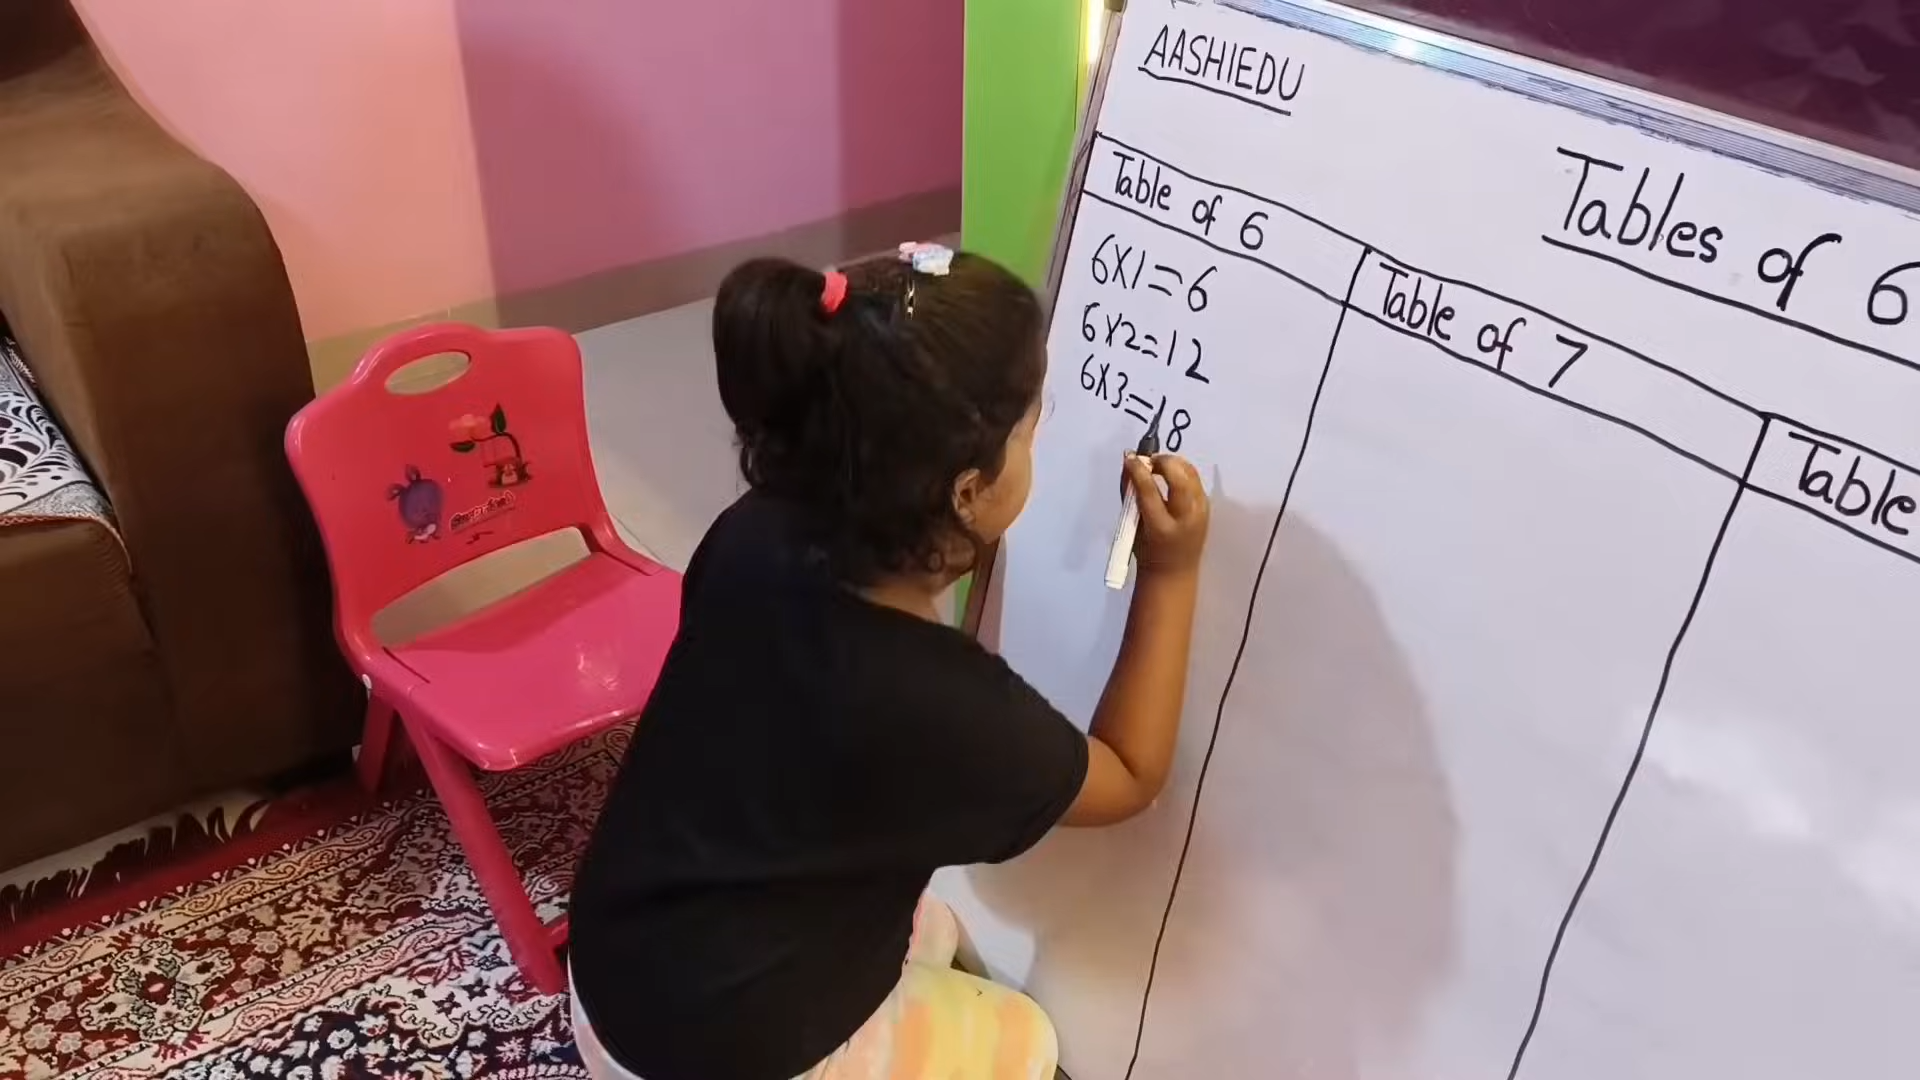 AASHIEDU
Tables of 6
Table of 6
6X1=6
6X2=12
6X3=18
Table of 7
Table